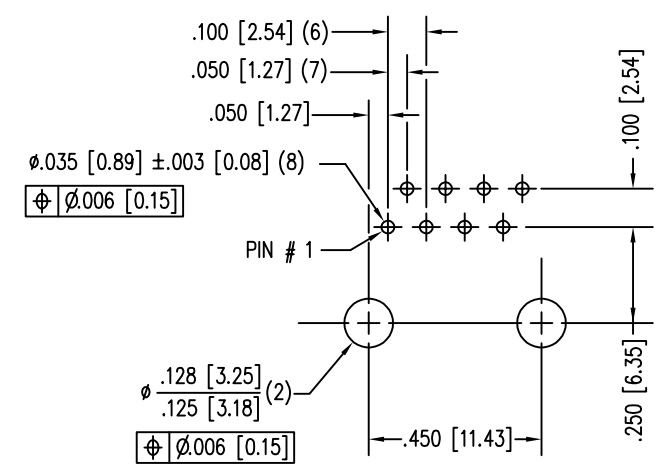 .100 [2.54] (6)
.050 [1.27] (7)
.050 [1.27]
⌀.035 [0.89] ±.003 [0.08] (8)
⌖ ⌀.006 [0.15]
PIN # 1
.100 [2.54]
.250 [6.35]
⌀ .128 [3.25]
.125 [3.18] (2)
⌖ ⌀.006 [0.15]
.450 [11.43]